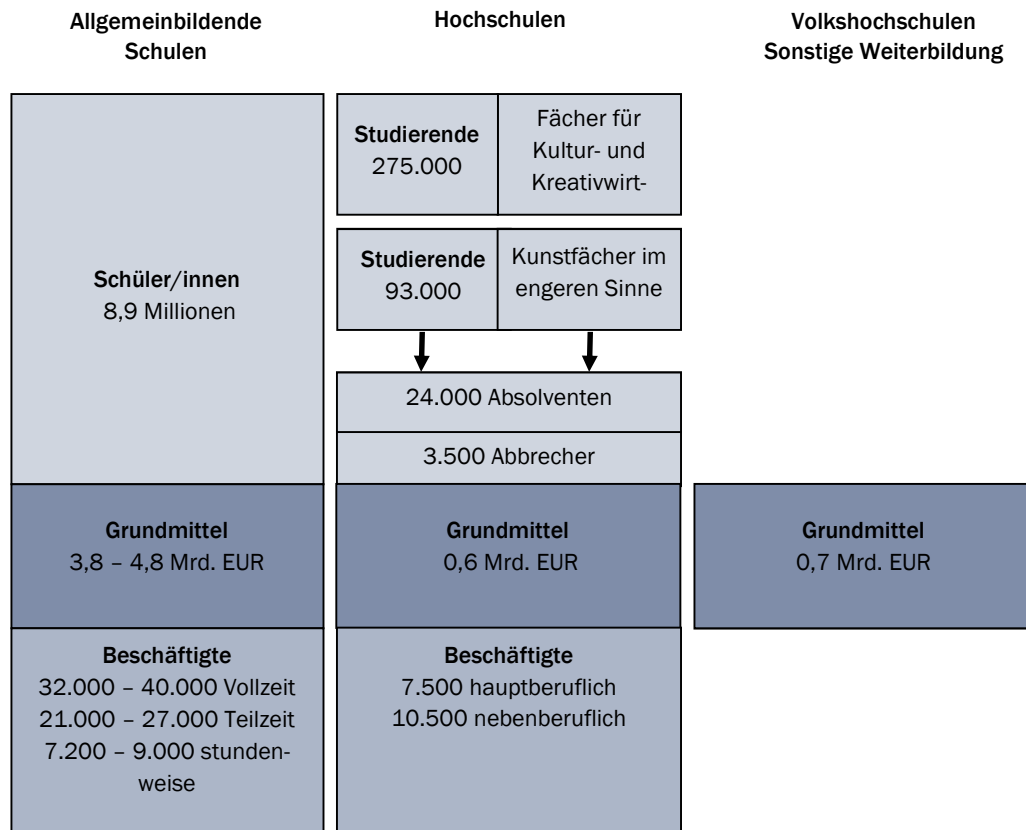 Allgemeinbildende
Schulen
Hochschulen
Volkshochschulen
Sonstige Weiterbildung
Schüler/innen
8,9 Millionen
Studierende
275.000
Fächer für
Kultur- und
Kreativwirt-
Studierende
93.000
Kunstfächer im
engeren Sinne
24.000 Absolventen
3.500 Abbrecher
Grundmittel
3,8 – 4,8 Mrd. EUR
Grundmittel
0,6 Mrd. EUR
Grundmittel
0,7 Mrd. EUR
Beschäftigte
32.000 – 40.000 Vollzeit
21.000 – 27.000 Teilzeit
7.200 – 9.000 stunden-
weise
Beschäftigte
7.500 hauptberuflich
10.500 nebenberuflich